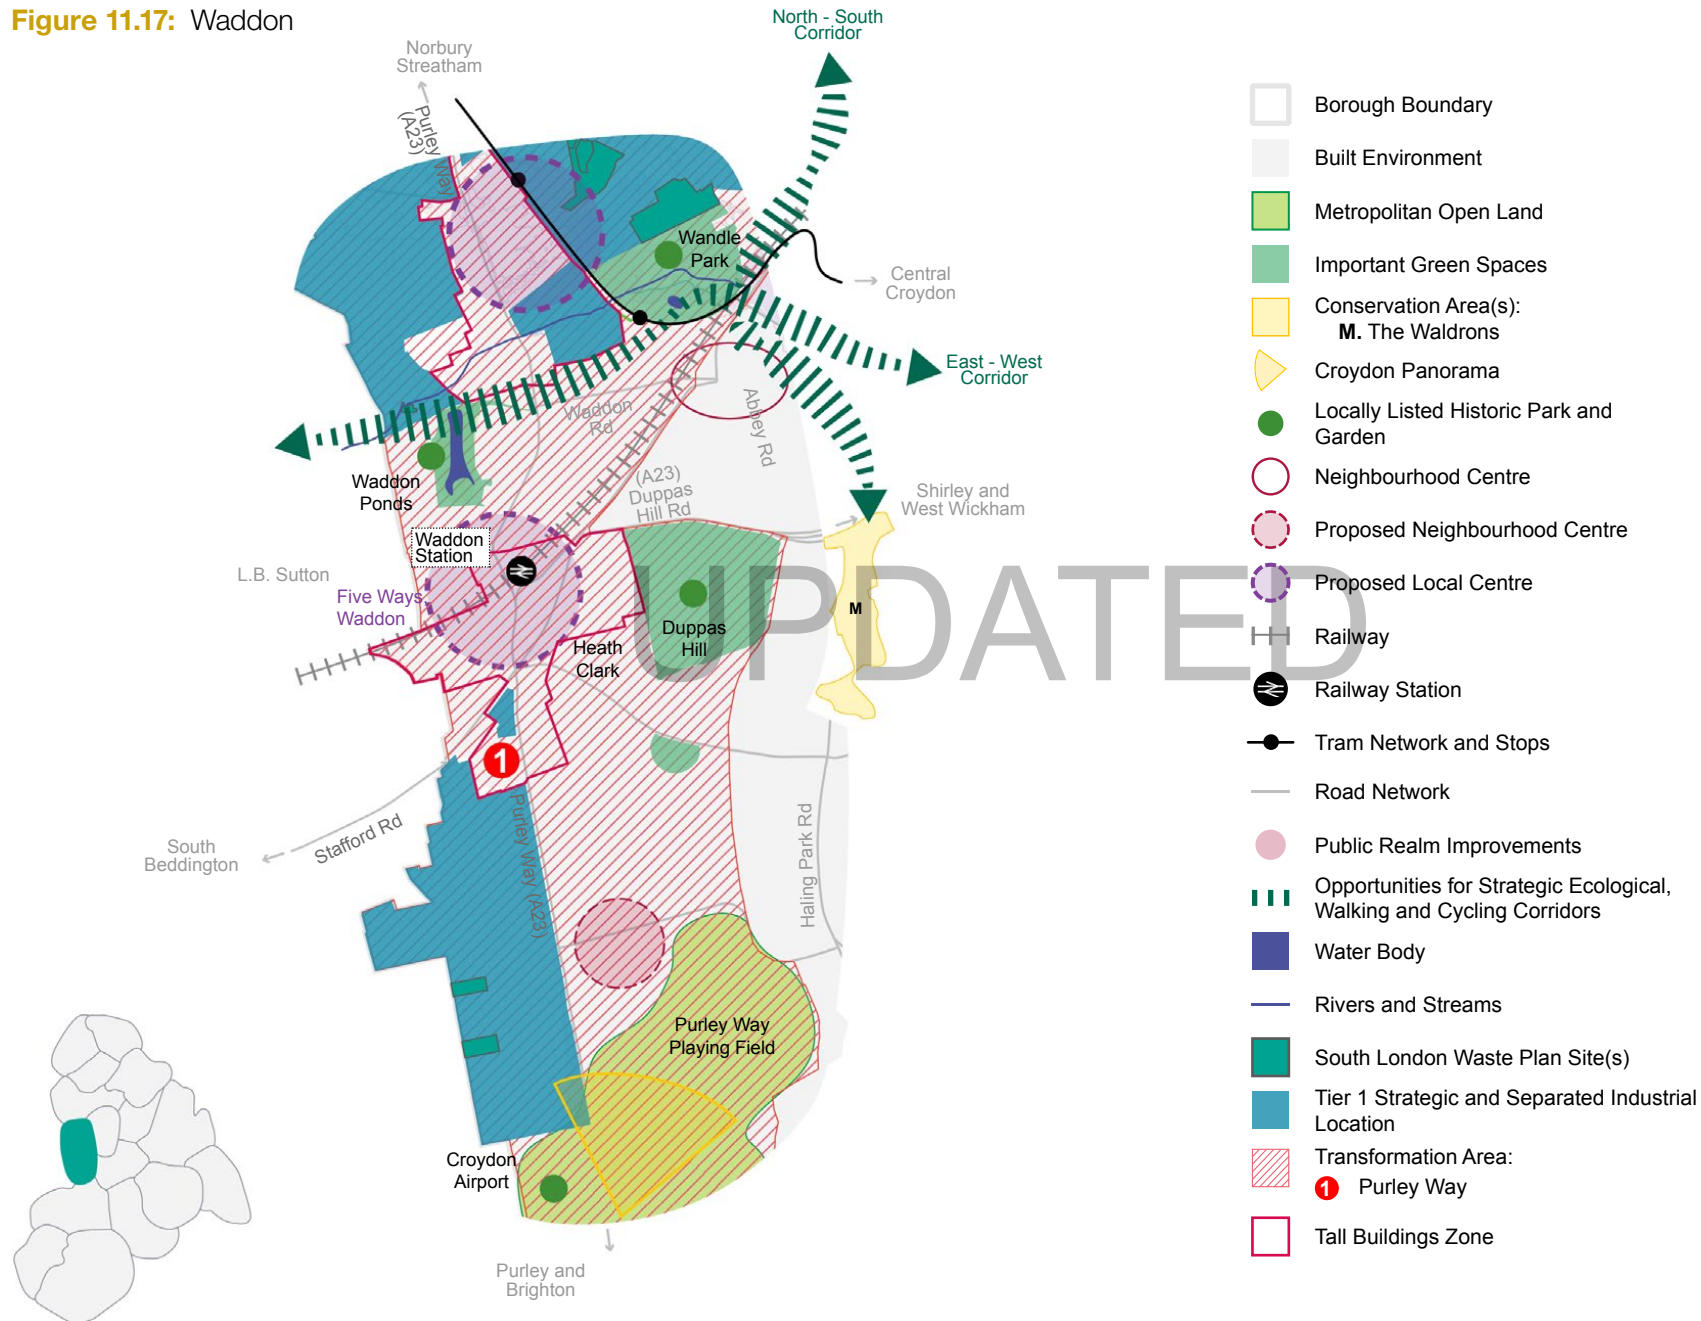 Figure 11.17: Waddon
North - South
Corridor
Norbury
Streatham
Purley Way
(A23)
Wandle
Park
Central
Croydon
East - West
Corridor
Waddon
Rd
Abbey Rd
(A23)
Duppas
Hill Rd
Shirley and
West Wickham
Waddon
Ponds
Waddon
Station
L.B. Sutton
Five Ways
Waddon
Heath
Clark
Duppas
Hill
M
UPDATED
1
Purley Way (A23)
Stafford Rd
South
Beddington
Haling Park Rd
Purley Way
Playing Field
Croydon
Airport
Purley and
Brighton
Borough Boundary
Built Environment
Metropolitan Open Land
Important Green Spaces
Conservation Area(s):
M. The Waldrons
Croydon Panorama
Locally Listed Historic Park and
Garden
Neighbourhood Centre
Proposed Neighbourhood Centre
Proposed Local Centre
Railway
Railway Station
Tram Network and Stops
Road Network
Public Realm Improvements
Opportunities for Strategic Ecological,
Walking and Cycling Corridors
Water Body
Rivers and Streams
South London Waste Plan Site(s)
Tier 1 Strategic and Separated Industrial
Location
Transformation Area:
1 Purley Way
Tall Buildings Zone